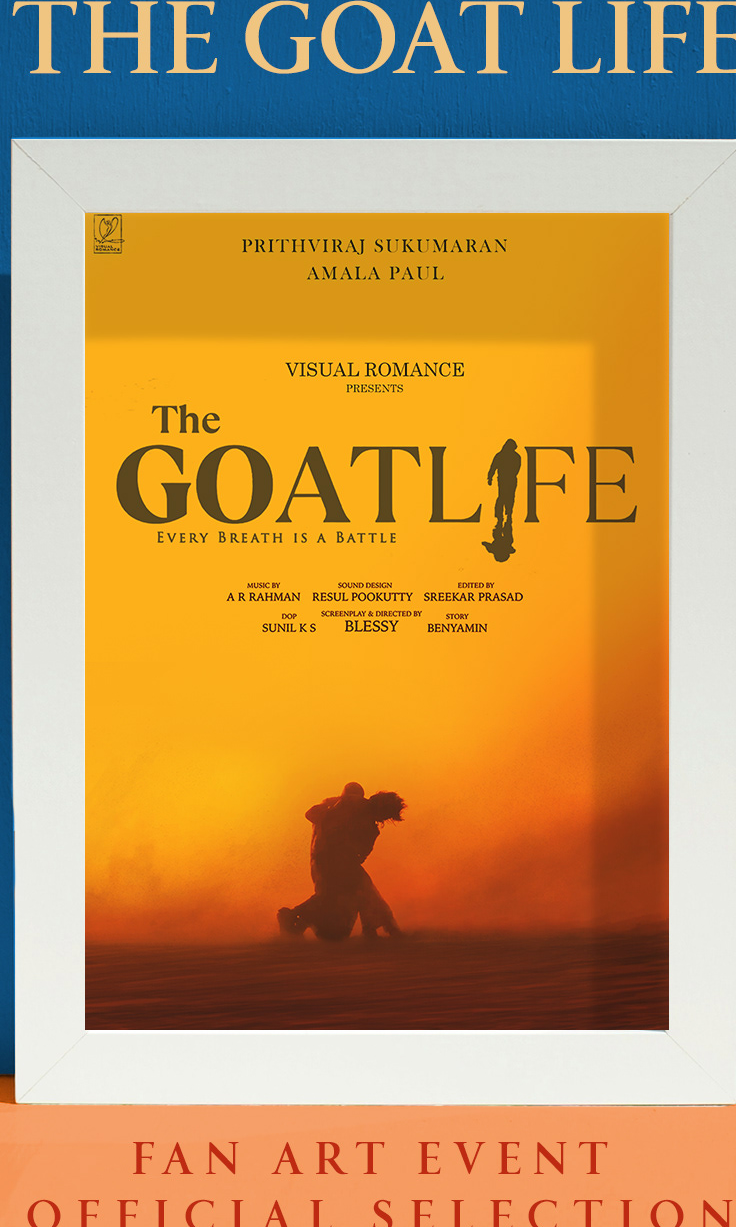 THE GOAT LIFE
VISUAL
ROMANCE
PRITHVIRAJ SUKUMARAN
AMALA PAUL
VISUAL ROMANCE
PRESENTS
The
GOATLIFE
EVERY BREATH IS A BATTLE
MUSIC BY SOUND DESIGN EDITED BY
A R RAHMAN RESUL POOKUTTY SREEKAR PRASAD
DOP SCREENPLAY & DIRECTED BY STORY
SUNIL K S BLESSY BENYAMIN
FAN ART EVENT
OFFICIAL SELECTION